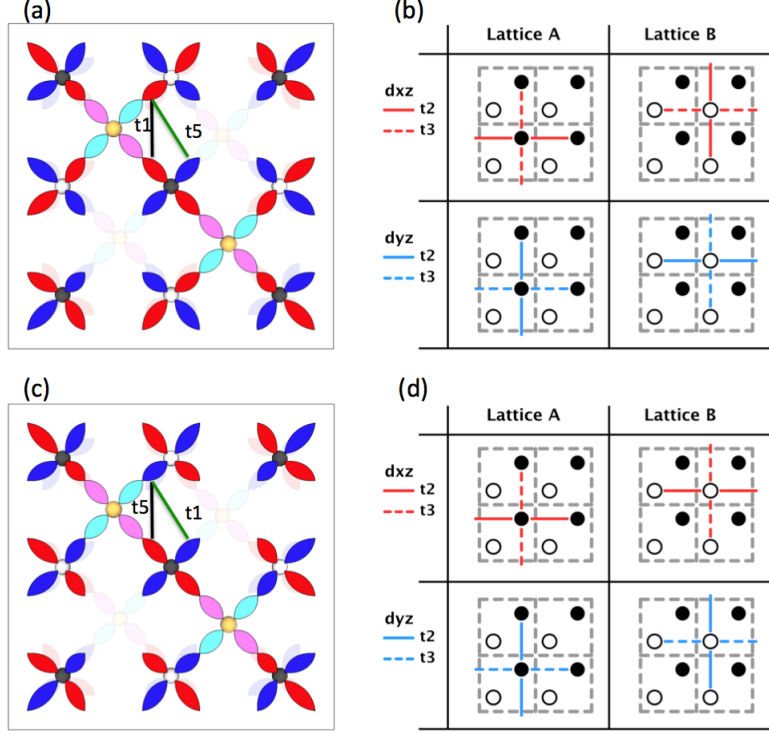 (a)
(b)
t1
t5
Lattice A
Lattice B
dxz
t2
t3
dyz
t2
t3
(c)
(d)
t5
t1
Lattice A
Lattice B
dxz
t2
t3
dyz
t2
t3